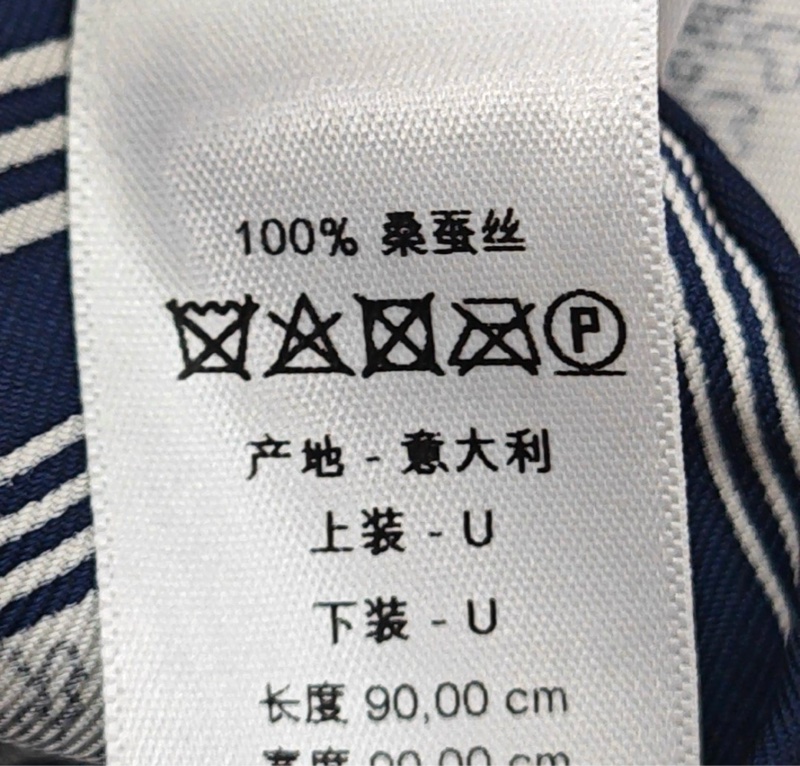 100% 桑蚕丝
P
产地 - 意大利
上装 - U
下装 - U
长度 90,00 cm